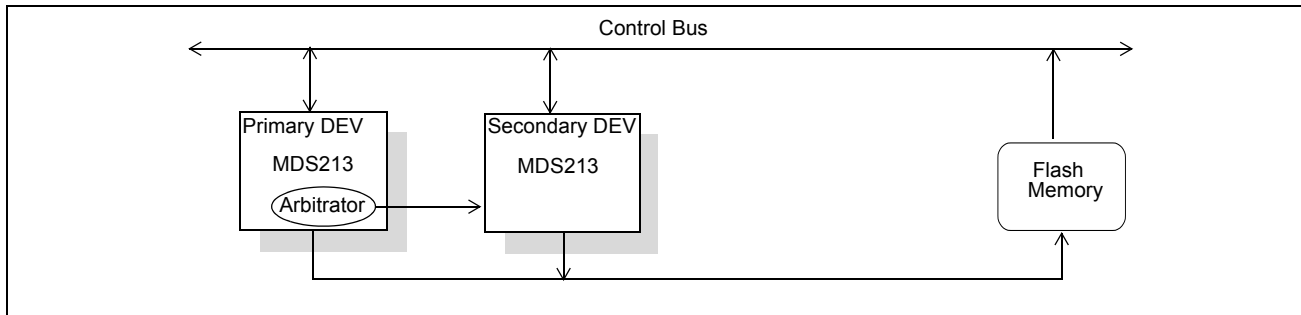 Control Bus
Primary DEV
MDS213
Arbitrator
Secondary DEV
MDS213
Flash
Memory